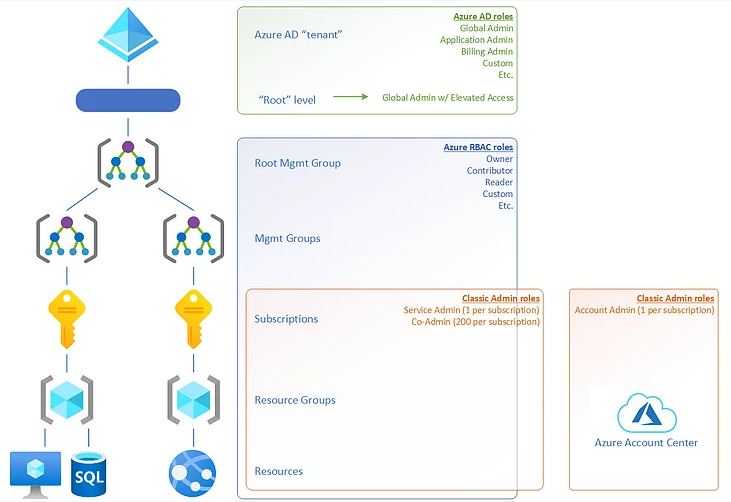 Azure AD "tenant"
Azure AD roles
Global Admin
Application Admin
Billing Admin
Custom
Etc.
"Root" level
Global Admin w/ Elevated Access
Azure RBAC roles
Root Mgmt Group
Owner
Contributor
Reader
Custom
Etc.
Mgmt Groups
Classic Admin roles
Subscriptions
Service Admin (1 per subscription)
Co-Admin (200 per subscription)
Classic Admin roles
Account Admin (1 per subscription)
Resource Groups
Azure Account Center
Resources
SQL